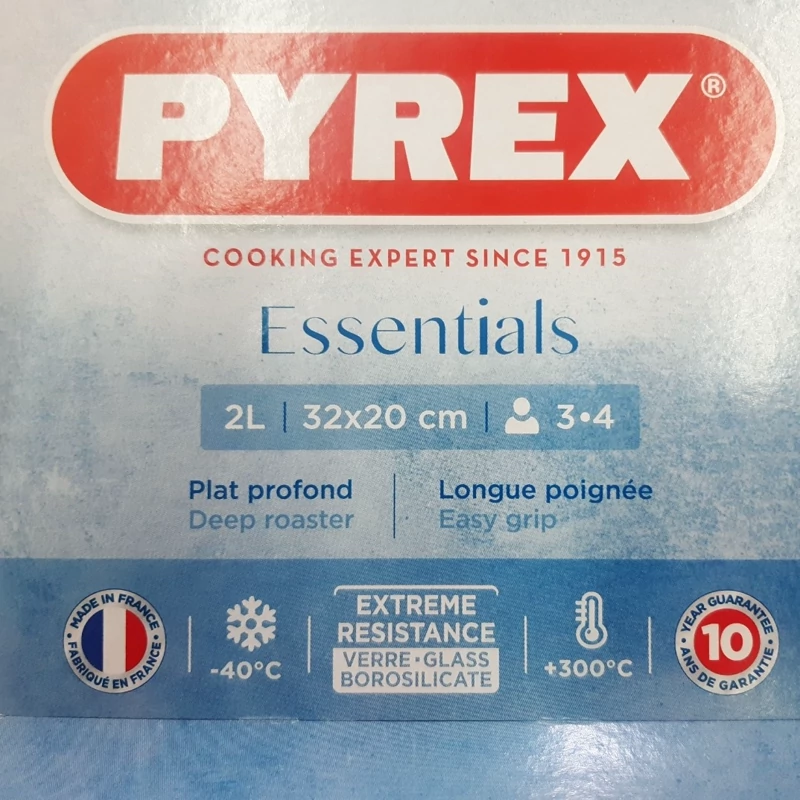 PYREX®
COOKING EXPERT SINCE 1915
Essentials
2L | 32x20 cm | 3•4
Plat profond
Deep roaster
Longue poignée
Easy grip
• MADE IN FRANCE •
FABRIQUÉ EN FRANCE
-40°C
EXTREME
RESISTANCE
VERRE•GLASS
BOROSILICATE
+300°C
• YEAR GUARANTEE •
10
ANS DE GARANTIE